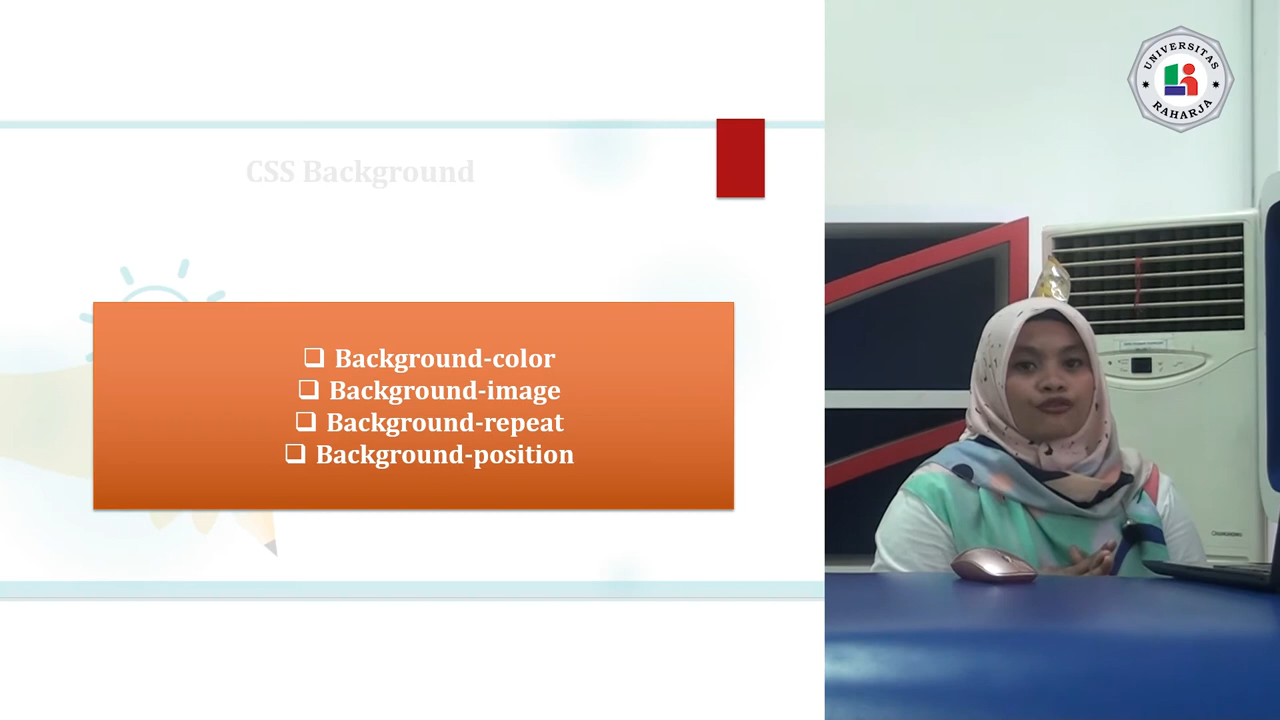 CSS Background
❑ Background-color
❑ Background-image
❑ Background-repeat
❑ Background-position
UNIVERSITAS
RAHARJA